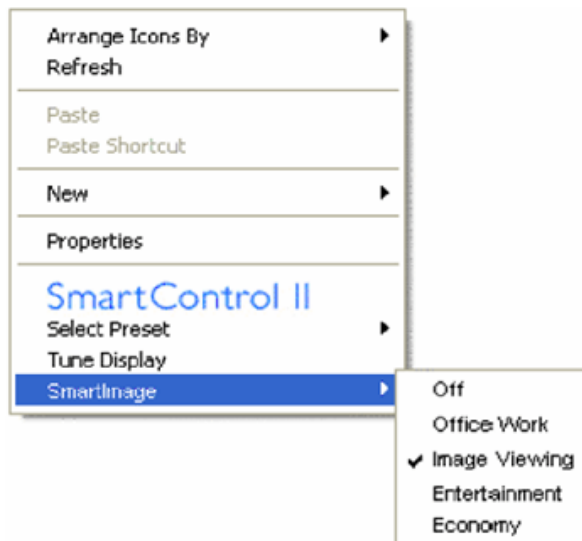 Arrange Icons By
Refresh
Paste
Paste Shortcut
New
Properties
SmartControl II
Select Preset
Tune Display
SmartImage
Off
Office Work
Image Viewing
Entertainment
Economy